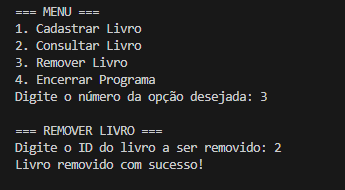 === MENU ===
1. Cadastrar Livro
2. Consultar Livro
3. Remover Livro
4. Encerrar Programa
Digite o número da opção desejada: 3
=== REMOVER LIVRO ===
Digite o ID do livro a ser removido: 2
Livro removido com sucesso!